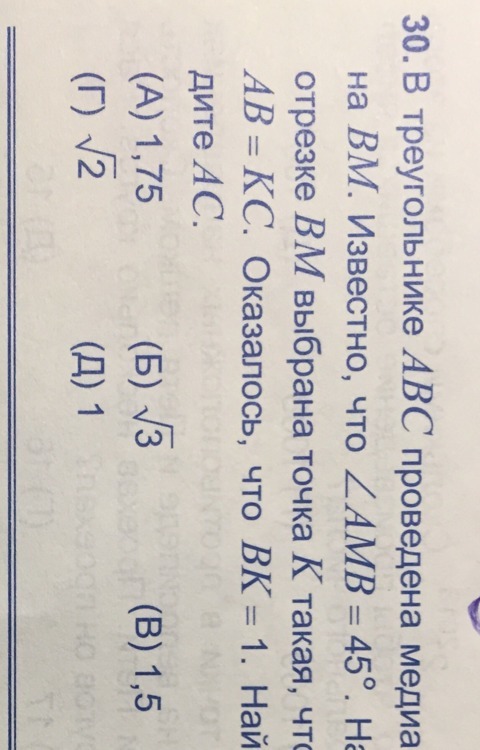 30. В треугольнике ABC проведена медиа
на BM. Известно, что ∠AMB = 45°. На
отрезке BM выбрана точка K такая, что
AB = KC. Оказалось, что BK = 1. Най
дите AC.
(А) 1,75 (Б) √3 (В) 1,5
(Г) √2 (Д) 1